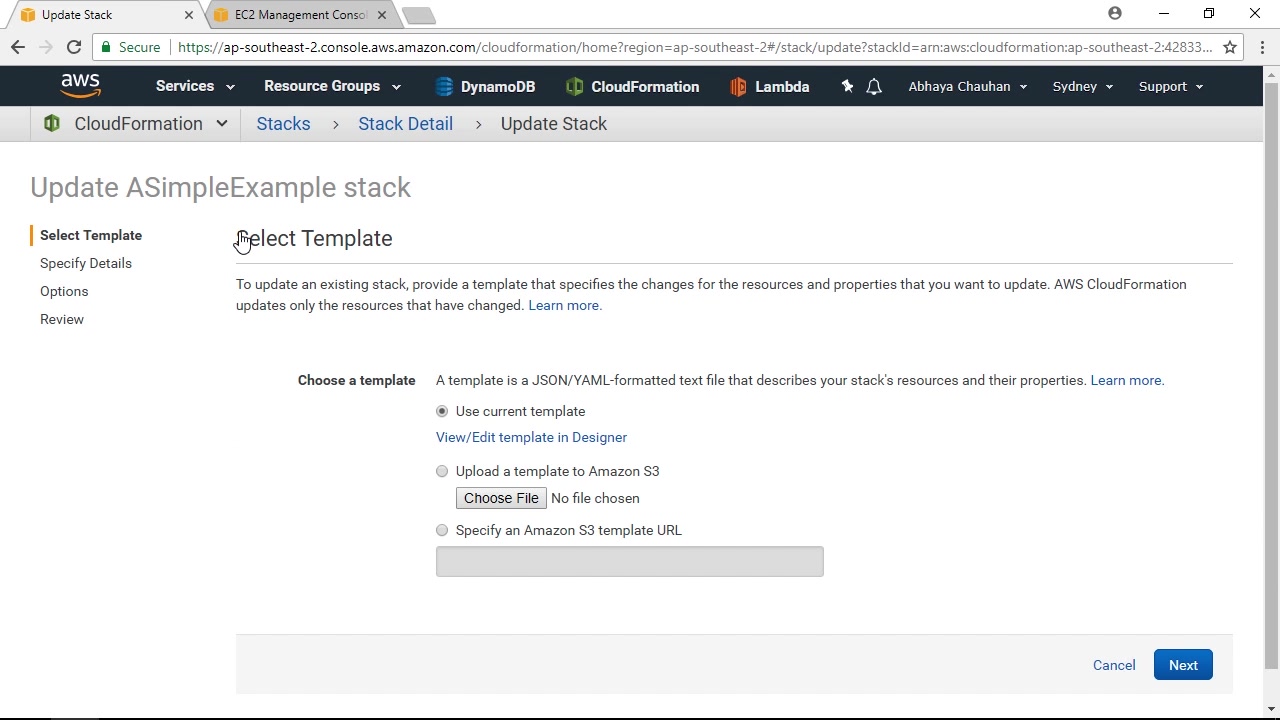 Update Stack
EC2 Management Consol
Secure
https://ap-southeast-2.console.aws.amazon.com/cloudformation/home?region=ap-southeast-2#/stack/update?stackId=arn:aws:cloudformation:ap-southeast-2:42833...
aws
Services
Resource Groups
DynamoDB
CloudFormation
Lambda
Abhaya Chauhan
Sydney
Support
CloudFormation
Stacks > Stack Detail > Update Stack
Update ASimpleExample stack
Select Template
Specify Details
Options
Review
Select Template
To update an existing stack, provide a template that specifies the changes for the resources and properties that you want to update. AWS CloudFormation
updates only the resources that have changed. Learn more.
Choose a template
A template is a JSON/YAML-formatted text file that describes your stack's resources and their properties. Learn more.
Use current template
View/Edit template in Designer
Upload a template to Amazon S3
Choose File No file chosen
Specify an Amazon S3 template URL
Cancel
Next